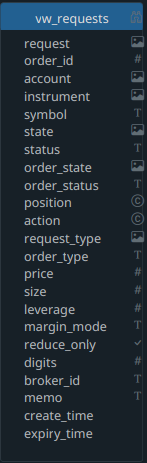 vw_requests
request
order_id #
account
instrument
symbol T
state
status T
order_state
order_status T
position C
action C
request_type
order_type T
price #
size #
leverage #
margin_mode T
reduce_only
digits #
broker_id T
memo T
create_time
expiry_time